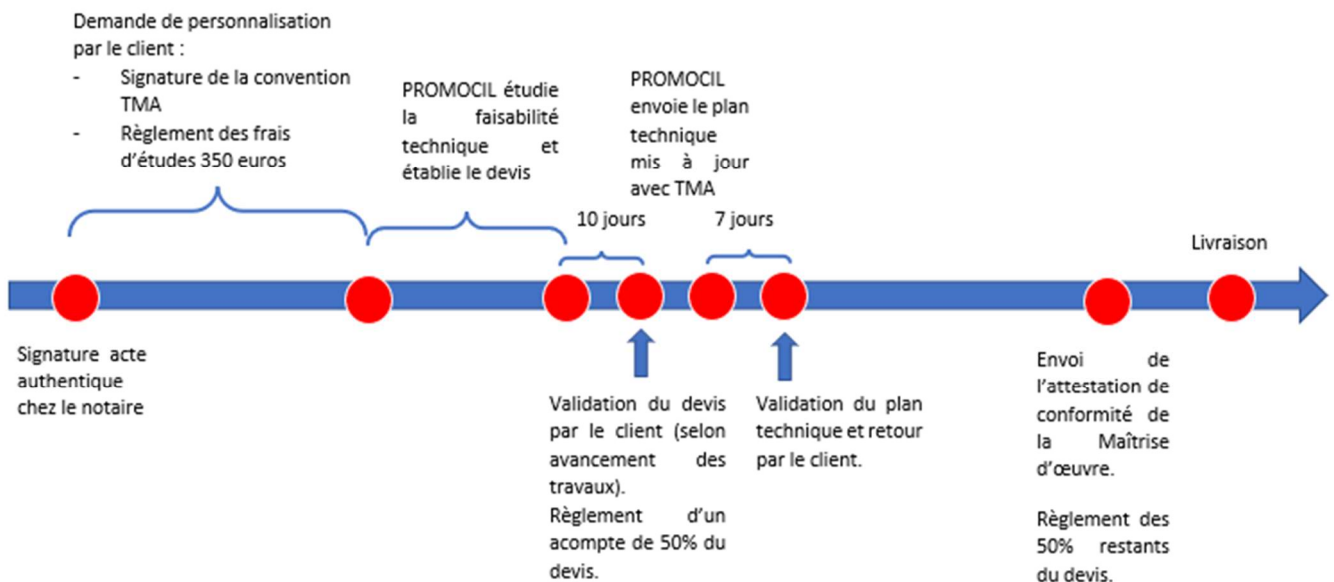 Demande de personnalisation
par le client :
- Signature de la convention
TMA
- Règlement des frais
d'études 350 euros
PROMOCIL étudie
la faisabilité
technique et
établie le devis
PROMOCIL
envoie le plan
technique
mis à jour
avec TMA
10 jours
7 jours
Livraison
Signature acte
authentique
chez le notaire
Validation du devis
par le client (selon
avancement des
travaux).
Règlement d'un
acompte de 50% du
devis.
Validation du plan
technique et retour
par le client.
Envoi de
l'attestation de
conformité de
la Maîtrise
d'œuvre.
Règlement des
50% restants
du devis.